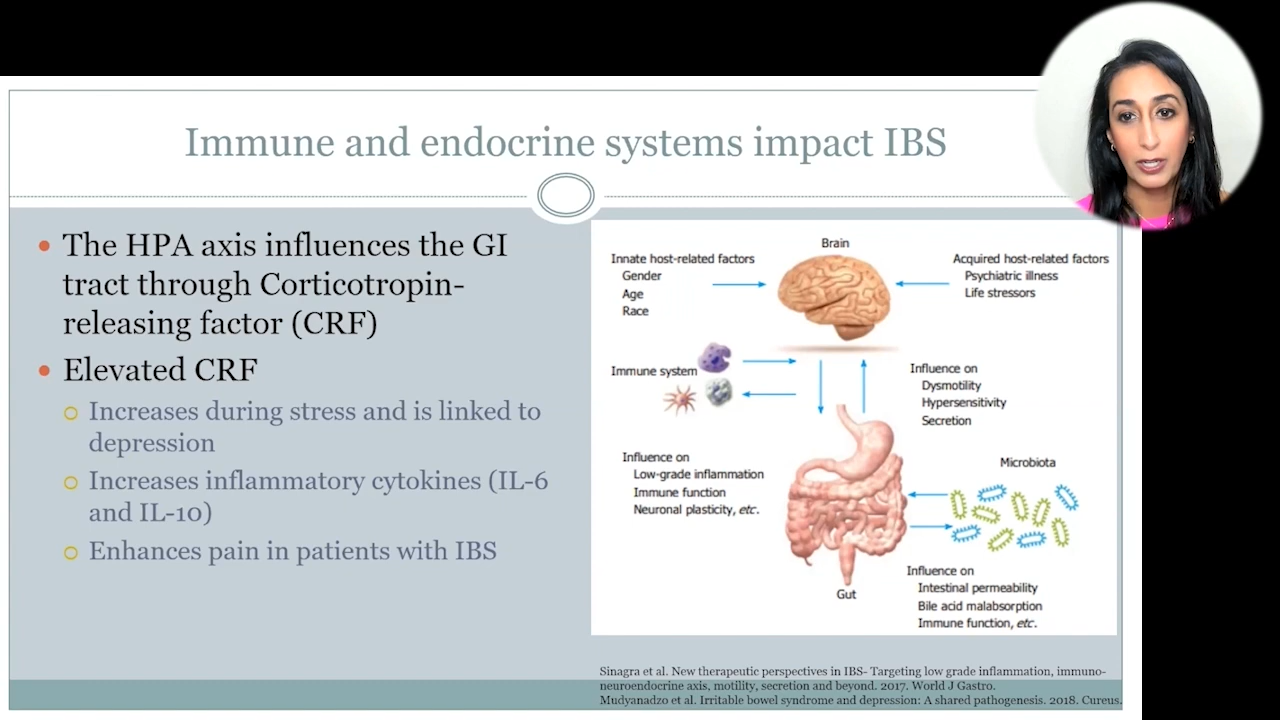 Immune and endocrine systems impact IBS
The HPA axis influences the GI
tract through Corticotropin-
releasing factor (CRF)
Elevated CRF
Increases during stress and is linked to
depression
Increases inflammatory cytokines (IL-6
and IL-10)
Enhances pain in patients with IBS
Brain
Innate host-related factors
Gender
Age
Race
Acquired host-related factors
Psychiatric illness
Life stressors
Immune system
Influence on
Dysmotility
Hypersensitivity
Secretion
Influence on
Low-grade inflammation
Immune function
Neuronal plasticity, etc.
Microbiota
Gut
Influence on
Intestinal permeability
Bile acid malabsorption
Immune function, etc.
Sinagra et al. New therapeutic perspectives in IBS- Targeting low grade inflammation, immuno-
neuroendocrine axis, motility, secretion and beyond. 2017. World J Gastro.
Mudyanadzo et al. Irritable bowel syndrome and depression: A shared pathogenesis. 2018. Cureus.